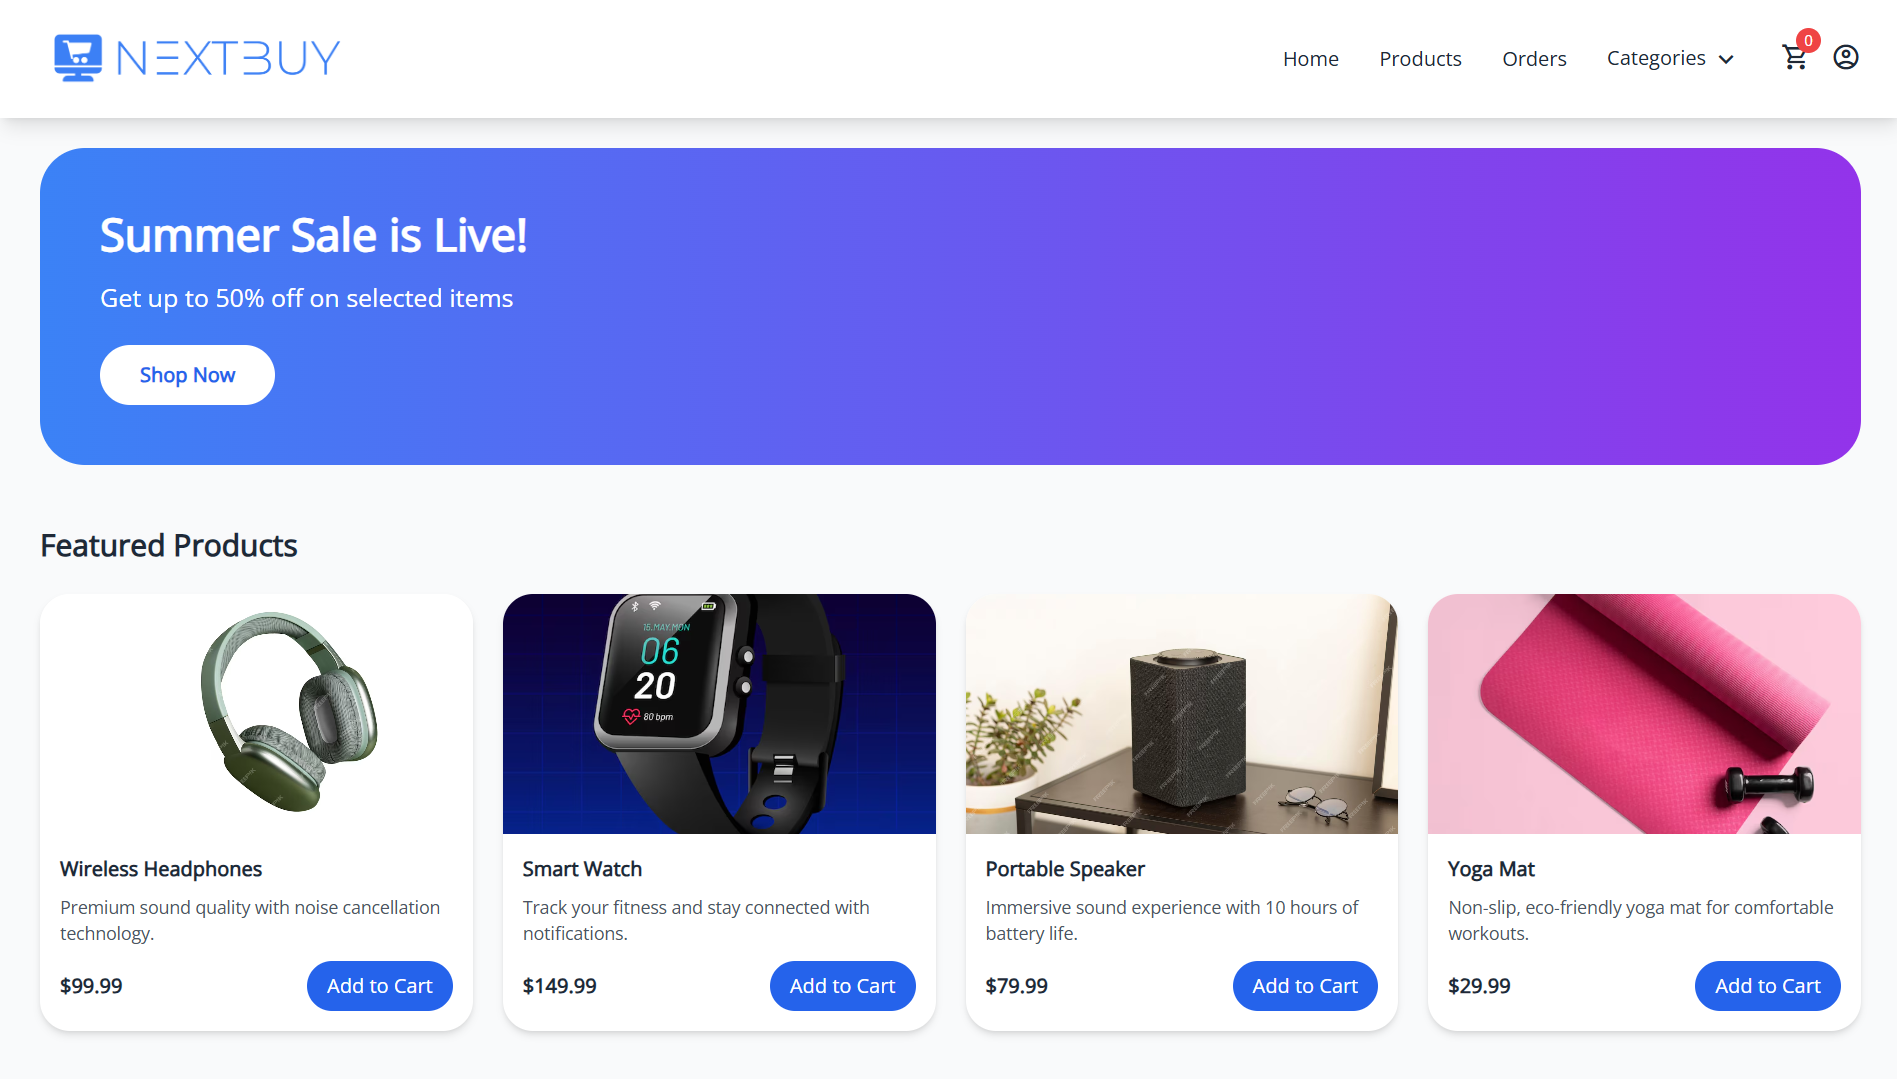 NEXTBUY
Home Products Orders Categories 0
Summer Sale is Live!
Get up to 50% off on selected items
Shop Now
Featured Products
15.MAY.MON
06
20
80 bpm
Wireless Headphones
Premium sound quality with noise cancellation
technology.
$99.99 Add to Cart
Smart Watch
Track your fitness and stay connected with
notifications.
$149.99 Add to Cart
Portable Speaker
Immersive sound experience with 10 hours of
battery life.
$79.99 Add to Cart
Yoga Mat
Non-slip, eco-friendly yoga mat for comfortable
workouts.
$29.99 Add to Cart